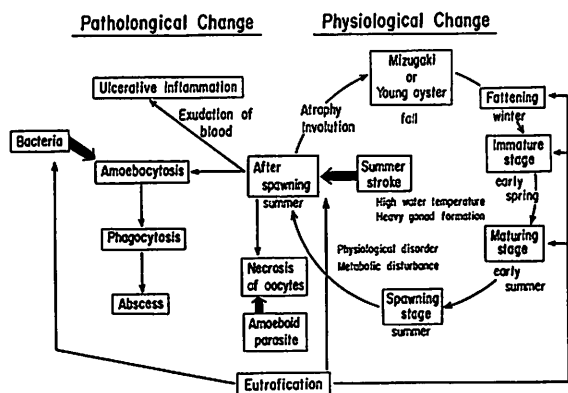 Pathological Change
Physiological Change
Ulcerative Inflammation
Exudation of
blood
Bacteria
Amoebacytosis
Phagocytosis
Abscess
After
spawning
summer
Necrosis
of oocytes
Amoeboid
parasite
Atrophy
Involution
Mizugaki
or
Young oyster
fall
Fattening
winter
Immature stage
early
spring
Maturing
stage
early
summer
Spawning
stage
summer
Summer
stroke
High water temperature
Heavy gonad formation
Physiological disorder
Metabolic disturbance
Eutrofication